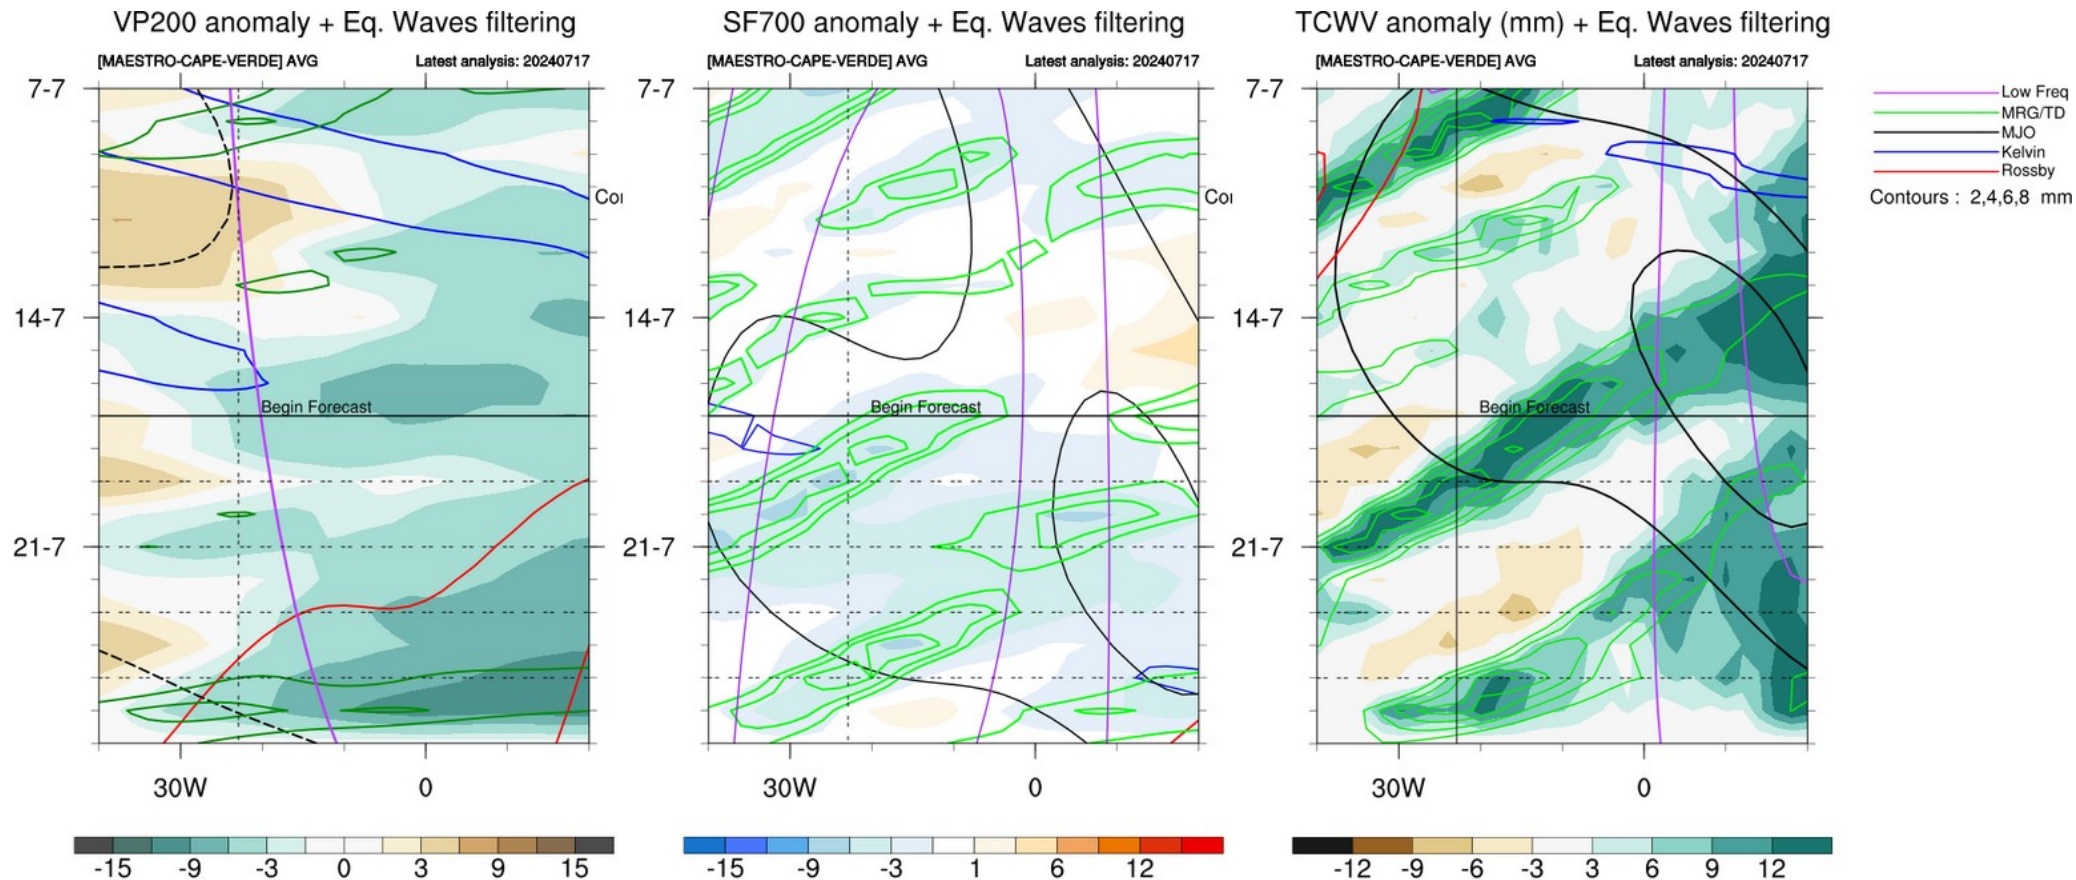 VP200 anomaly + Eq. Waves filtering
[MAESTRO-CAPE-VERDE] AVG
Latest analysis: 20240717
7-7
14-7
21-7
Coi
Begin Forecast
30W
0
-15 -9 -3 0 3 9 15
SF700 anomaly + Eq. Waves filtering
[MAESTRO-CAPE-VERDE] AVG
Latest analysis: 20240717
7-7
14-7
21-7
Coi
Begin Forecast
30W
0
-15 -9 -3 1 6 12
TCWV anomaly (mm) + Eq. Waves filtering
[MAESTRO-CAPE-VERDE] AVG
Latest analysis: 20240717
7-7
14-7
21-7
Begin Forecast
30W
0
-12 -9 -6 -3 3 6 9 12
Low Freq
MRG/TD
MJO
Kelvin
Rossby
Contours : 2,4,6,8 mm